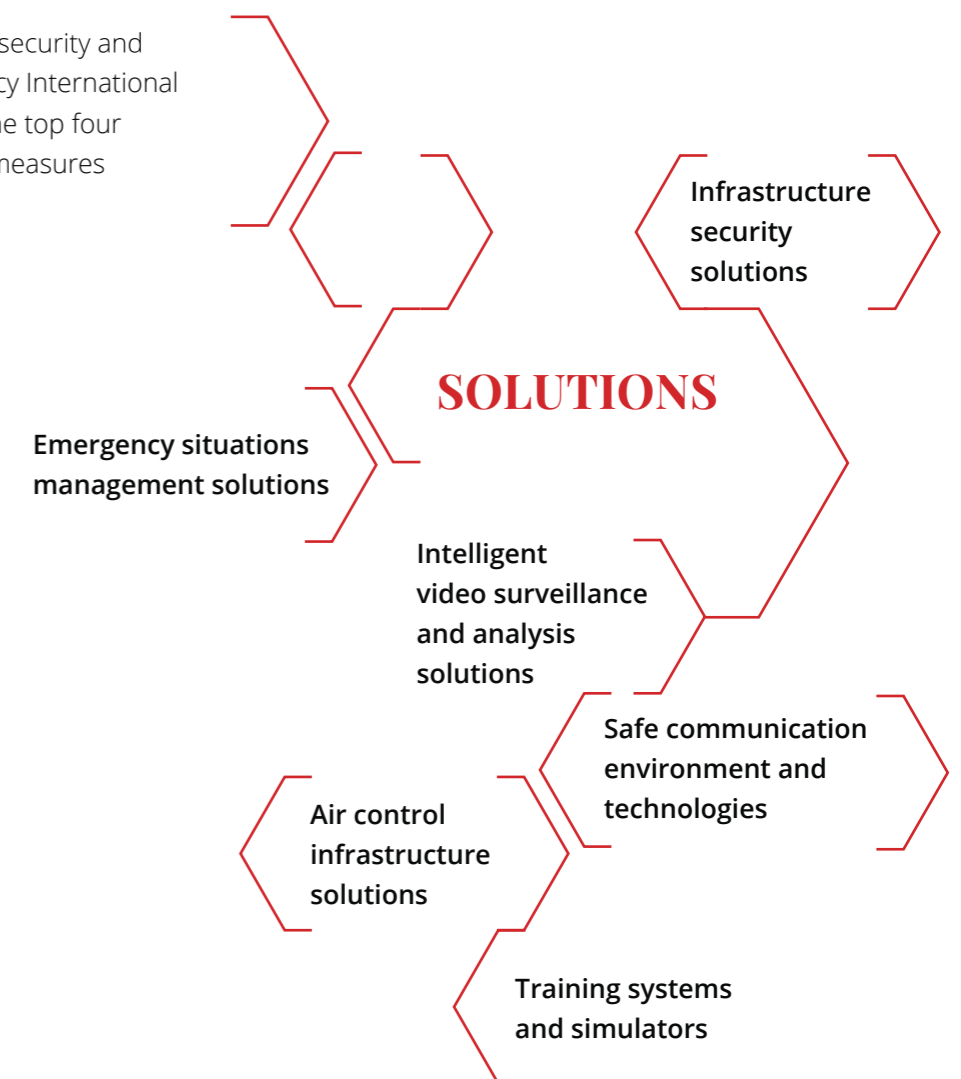 security and
cy International
e top four
measures
Infrastructure
security
solutions
SOLUTIONS
Emergency situations
management solutions
Intelligent
video surveillance
and analysis
solutions
Safe communication
environment and
technologies
Air control
infrastructure
solutions
Training systems
and simulators